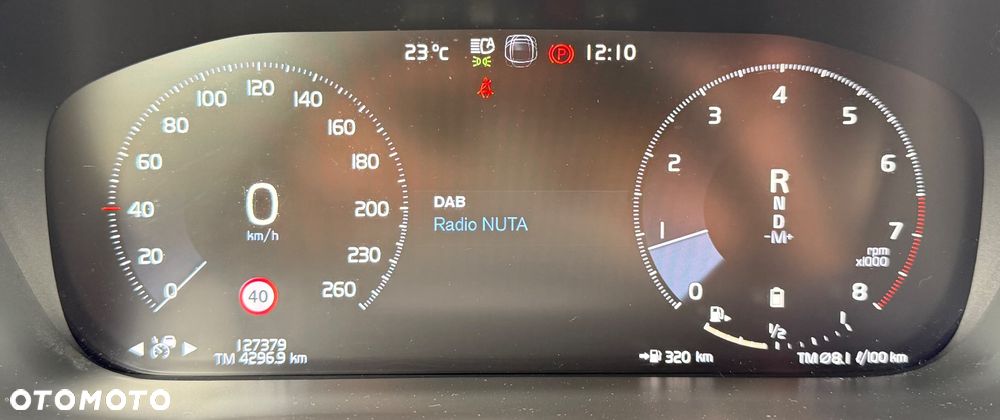 23 °C P 12:10
0
20
40
60
80
100
120
140
160
180
200
230
260
0
km/h
40
127379
TM 4296.9 km
DAB
Radio NUTA
0
1
2
3
4
5
6
7
8
R
N
D
-M+
rpm
x1000
1/2
1
320 km
TM Ø8.1 ℓ/100 km
OTOMOTO